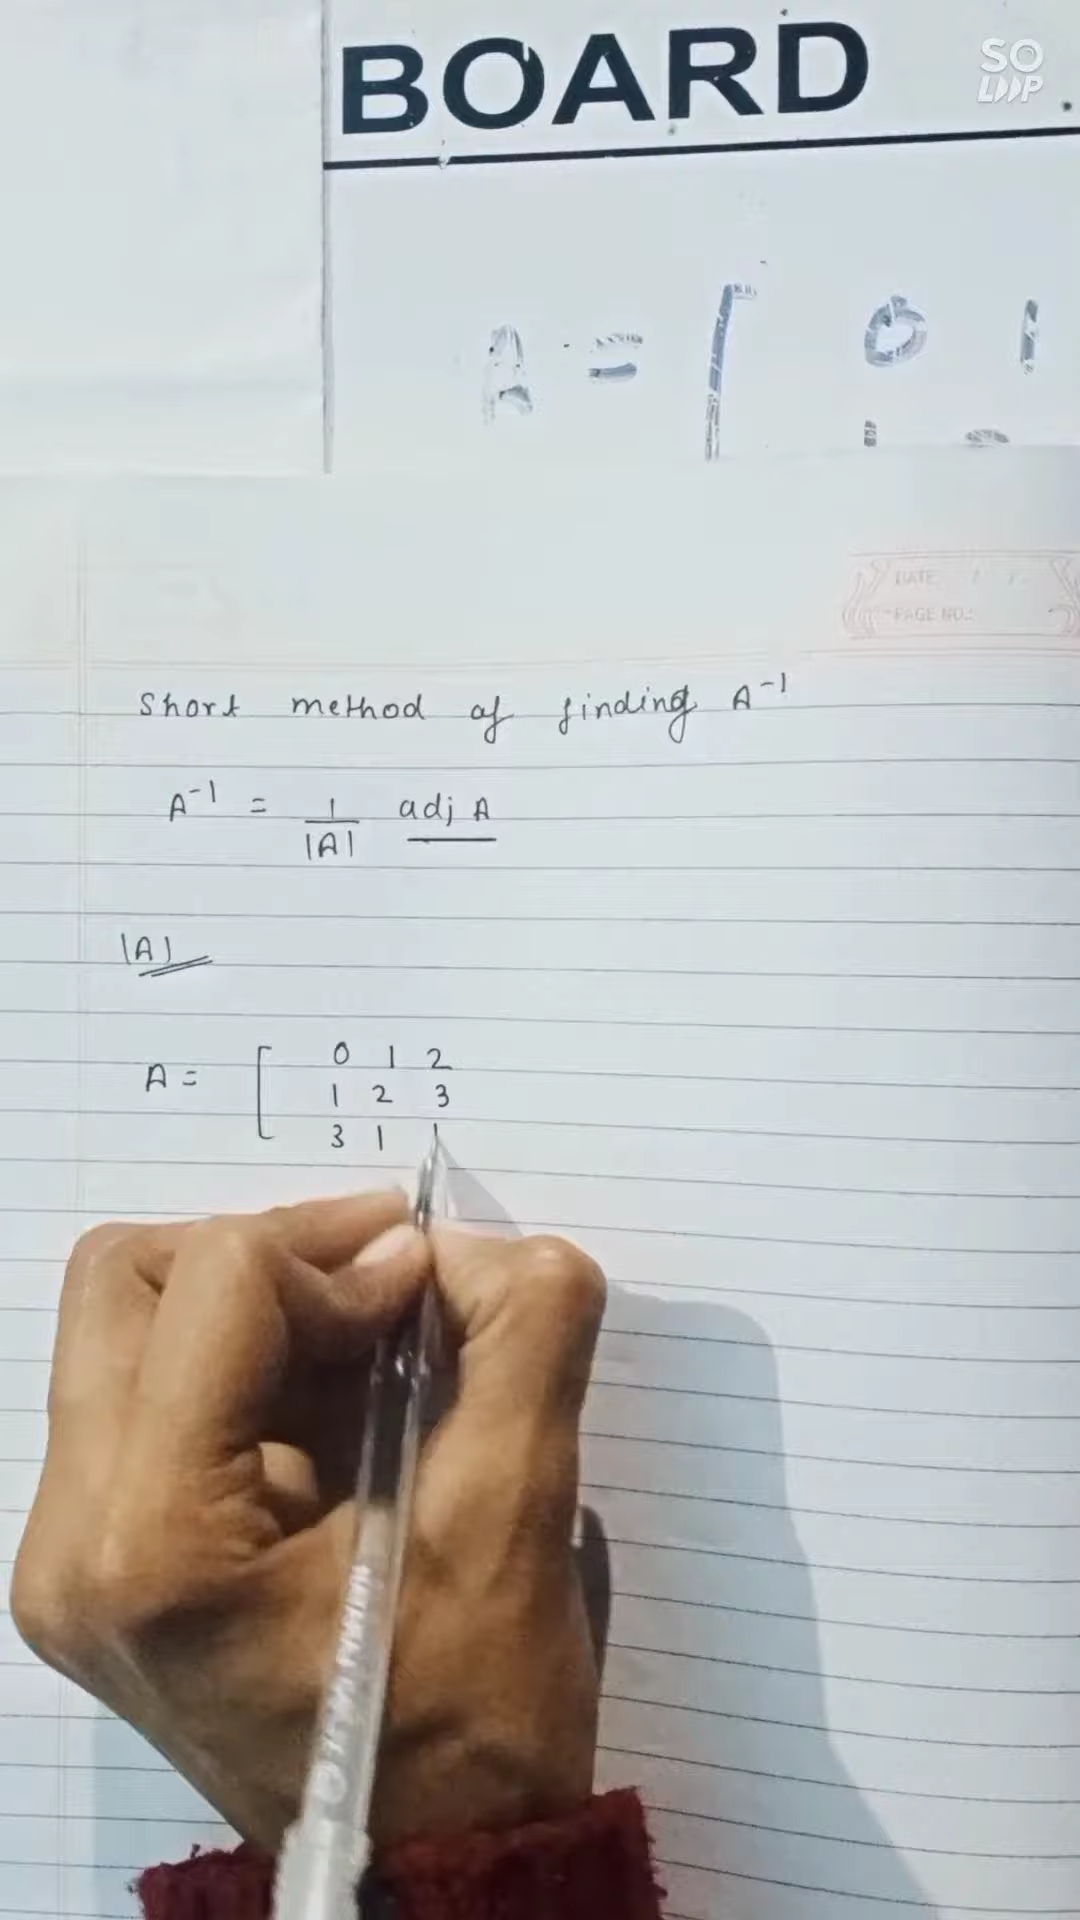 BOARD
SO
LOOP
A = [ 0 1
DATE / /
PAGE NO.:
Short method of finding A⁻¹
A⁻¹ = 1/|A| adj A
|A|
A = [ 0 1 2
1 2 3
3 1 1